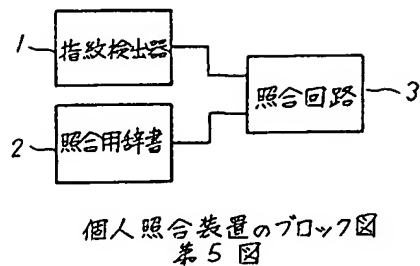 1
指紋検出器
2
照合用辞書
照合回路
3
個人照合装置のブロック図
第5図